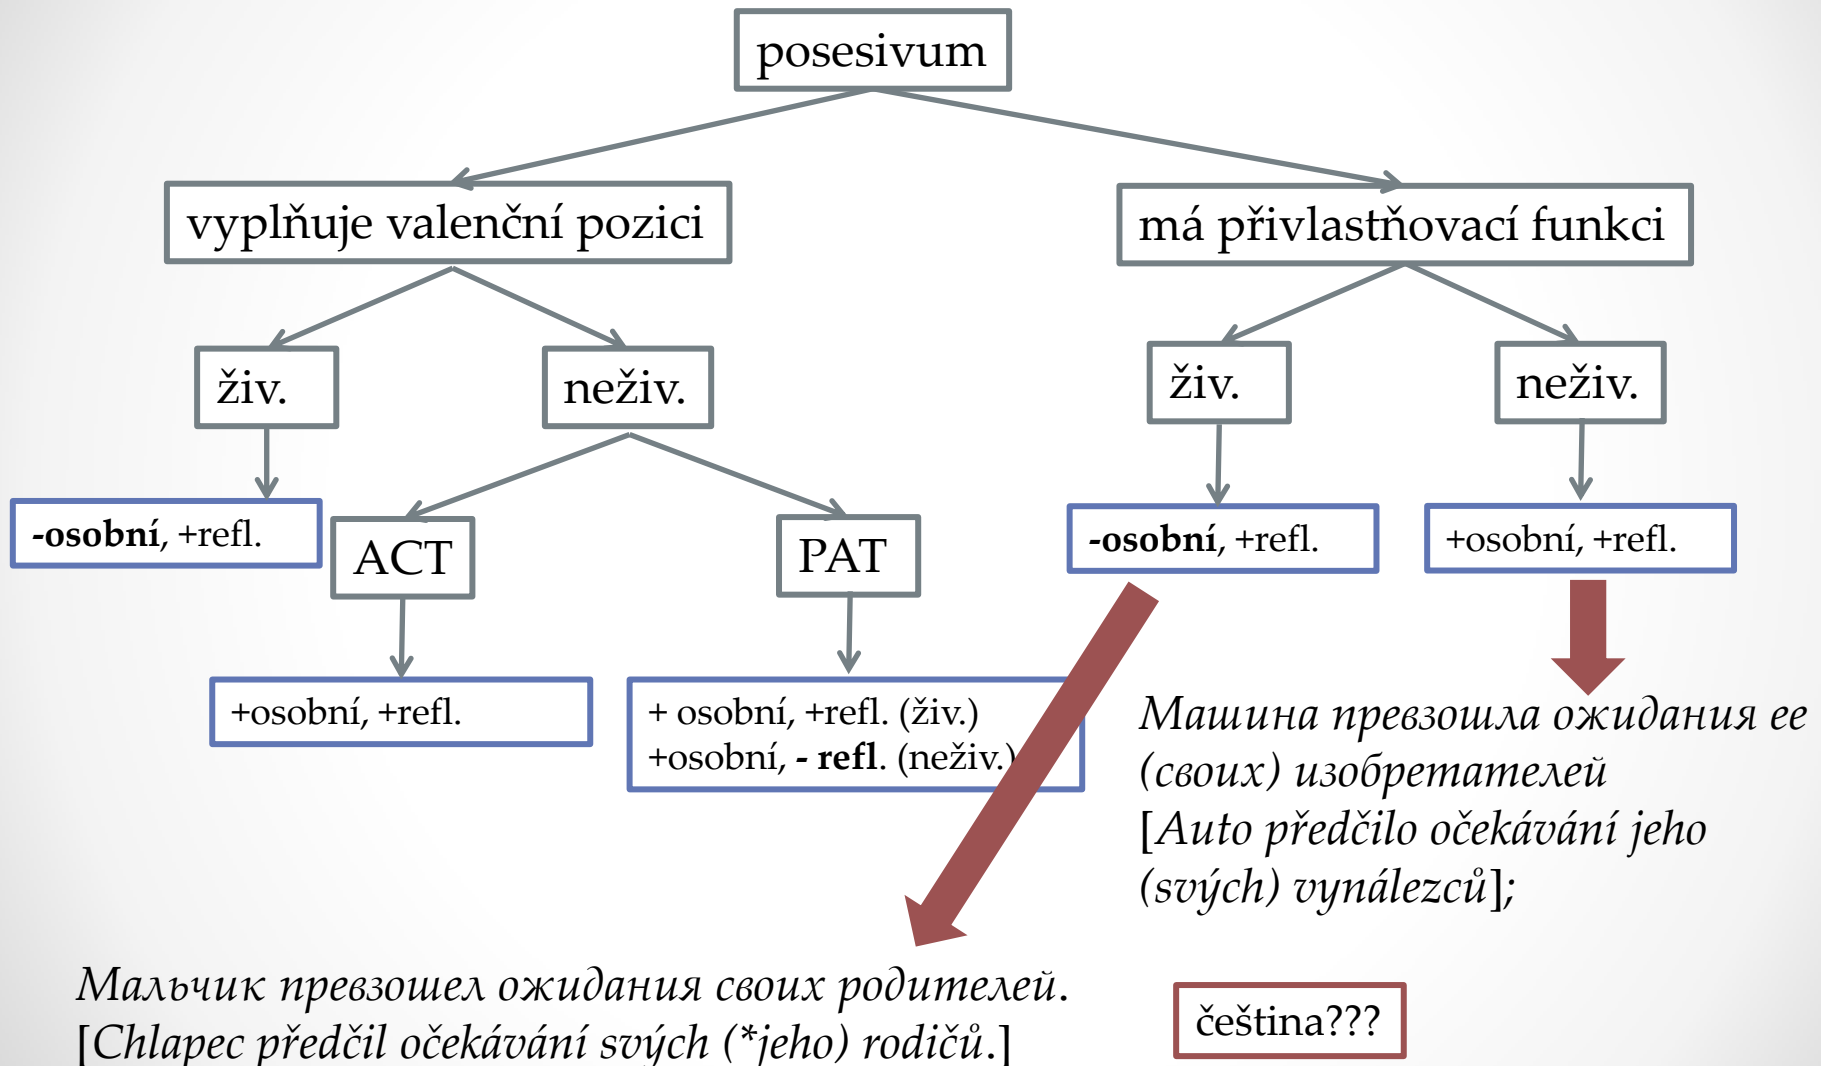 posesivum
vyplňuje valenční pozici
má přivlastňovací funkci
živ.
neživ.
živ.
neživ.
-osobní, +refl.
ACT
PAT
-osobní, +refl.
+osobní, +refl.
+osobní, +refl.
+ osobní, +refl. (živ.)
+osobní, - refl. (neživ.)
Машина превзошла ожидания ее
(своих) изобретателей
[Auto předčilo očekávání jeho
(svých) vynálezců];
Мальчик превзошел ожидания своих родителей.
[Chlapec předčil očekávání svých (*jeho) rodičů.]
čeština???